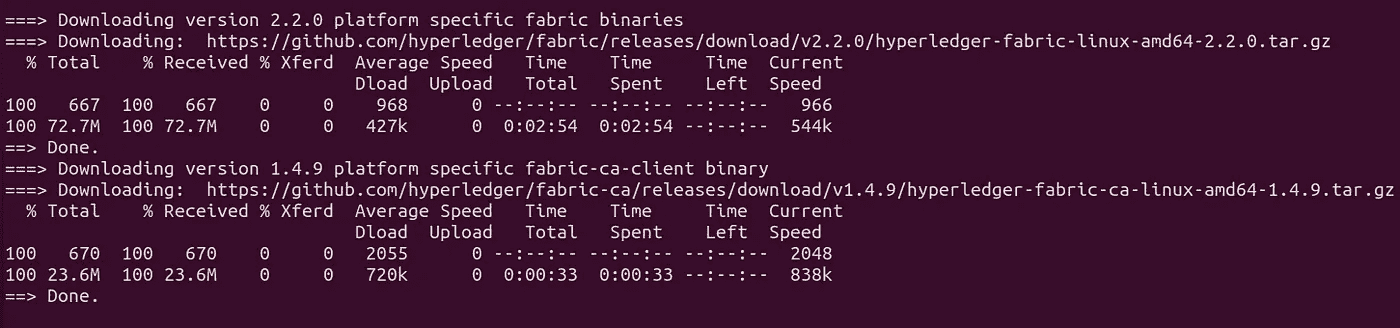 ===> Downloading version 2.2.0 platform specific fabric binaries
===> Downloading:  https://github.com/hyperledger/fabric/releases/download/v2.2.0/hyperledger-fabric-linux-amd64-2.2.0.tar.gz
  % Total    % Received % Xferd  Average Speed   Time    Time     Time  Current
                                 Dload  Upload   Total   Spent    Left  Speed
100   667  100   667    0     0    968      0 --:--:-- --:--:-- --:--:--   966
100 72.7M  100 72.7M    0     0   427k      0  0:02:54  0:02:54 --:--:--  544k
==> Done.
===> Downloading version 1.4.9 platform specific fabric-ca-client binary
===> Downloading:  https://github.com/hyperledger/fabric-ca/releases/download/v1.4.9/hyperledger-fabric-ca-linux-amd64-1.4.9.tar.gz
  % Total    % Received % Xferd  Average Speed   Time    Time     Time  Current
                                 Dload  Upload   Total   Spent    Left  Speed
100   670  100   670    0     0   2055      0 --:--:-- --:--:-- --:--:--  2048
100 23.6M  100 23.6M    0     0   720k      0  0:00:33  0:00:33 --:--:--  838k
==> Done.